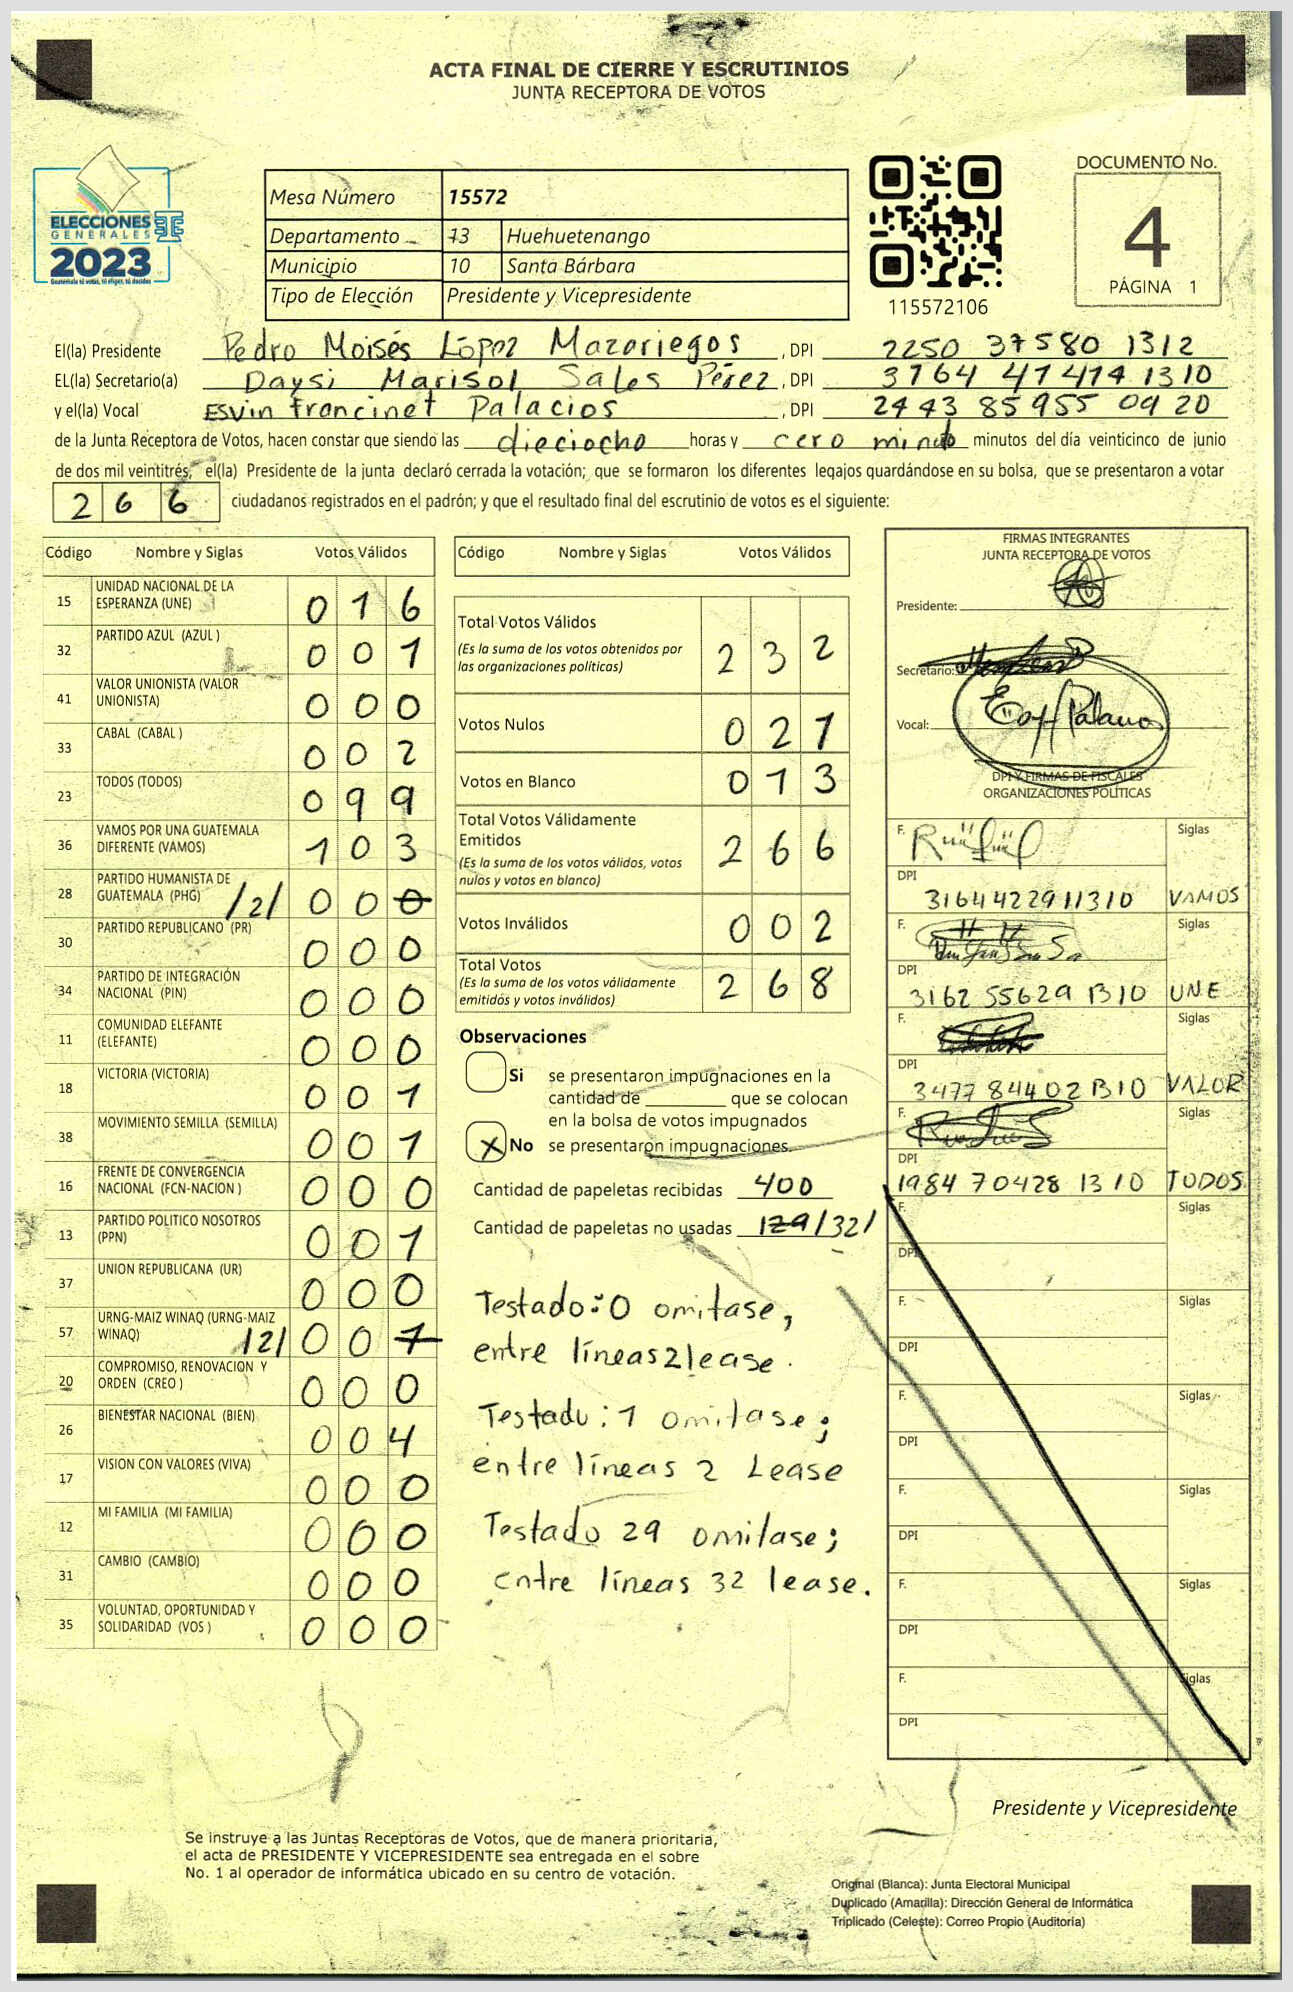 ACTA FINAL DE CIERRE Y ESCRUTINIOS
JUNTA RECEPTORA DE VOTOS
ELECCIONES
GENERALES
2023
Guatemala tú votas, tú eliges, tú decides
Mesa Número 15572
Departamento 13 Huehuetenango
Municipio 10 Santa Bárbara
Tipo de Elección Presidente y Vicepresidente
115572106
DOCUMENTO No.
4
PÁGINA 1
El(la) Presidente Pedro Moisés López Mazariegos, DPI 2250 37580 1312
EL(la) Secretario(a) Daysi Marisol Sales Pérez, DPI 3164 47474 1310
y el(la) Vocal Esvin francinet Palacios, DPI 2443 85955 0920
de la Junta Receptora de Votos, hacen constar que siendo las dieciocho horas y cero minuto minutos del día veinticinco de junio
de dos mil veintitrés, el(la) Presidente de la junta declaró cerrada la votación; que se formaron los diferentes legajos guardándose en su bolsa, que se presentaron a votar
2 6 6 ciudadanos registrados en el padrón; y que el resultado final del escrutinio de votos es el siguiente:
Código Nombre y Siglas Votos Válidos
15 UNIDAD NACIONAL DE LA ESPERANZA (UNE) 0 1 6
32 PARTIDO AZUL (AZUL ) 0 0 1
41 VALOR UNIONISTA (VALOR UNIONISTA) 0 0 0
33 CABAL (CABAL ) 0 0 2
23 TODOS (TODOS) 0 9 9
36 VAMOS POR UNA GUATEMALA DIFERENTE (VAMOS) 1 0 3
28 PARTIDO HUMANISTA DE GUATEMALA (PHG) /2/ 0 0 0
30 PARTIDO REPUBLICANO (PR) 0 0 0
34 PARTIDO DE INTEGRACIÓN NACIONAL (PIN) 0 0 0
11 COMUNIDAD ELEFANTE (ELEFANTE) 0 0 0
18 VICTORIA (VICTORIA) 0 0 1
38 MOVIMIENTO SEMILLA (SEMILLA) 0 0 1
16 FRENTE DE CONVERGENCIA NACIONAL (FCN-NACION ) 0 0 0
13 PARTIDO POLITICO NOSOTROS (PPN) 0 0 1
37 UNION REPUBLICANA (UR) 0 0 0
57 URNG-MAIZ WINAQ (URNG-MAIZ WINAQ) /2/ 0 0 1
20 COMPROMISO, RENOVACION Y ORDEN (CREO ) 0 0 0
26 BIENESTAR NACIONAL (BIEN) 0 0 4
17 VISION CON VALORES (VIVA) 0 0 0
12 MI FAMILIA (MI FAMILIA) 0 0 0
31 CAMBIO (CAMBIO) 0 0 0
35 VOLUNTAD, OPORTUNIDAD Y SOLIDARIDAD (VOS ) 0 0 0
Código Nombre y Siglas Votos Válidos
Total Votos Válidos
(Es la suma de los votos obtenidos por
las organizaciones políticas) 2 3 2
Votos Nulos 0 2 1
Votos en Blanco 0 1 3
Total Votos Válidamente
Emitidos
(Es la suma de los votos válidos, votos
nulos y votos en blanco) 2 6 6
Votos Inválidos 0 0 2
Total Votos
(Es la suma de los votos válidamente
emitidos y votos inválidos) 2 6 8
Observaciones
Si se presentaron impugnaciones en la
cantidad de ________ que se colocan
en la bolsa de votos impugnados
X No se presentaron impugnaciones.
Cantidad de papeletas recibidas 400
Cantidad de papeletas no usadas 129/32/
Testado: 0 omitase,
entre líneas 2 lease.
Testado: 1 omitase;
entre líneas 2 Lease
Testado 29 omitase;
entre líneas 32 lease.
FIRMAS INTEGRANTES
JUNTA RECEPTORA DE VOTOS
Presidente:
Secretario:
Vocal:
DPI Y FIRMAS DE FISCALES
ORGANIZACIONES POLÍTICAS
F. Siglas
DPI 3164422911310 VAMOS
F. Siglas
DPI 3162 55629 1310 UNE
F. Siglas
DPI 3477 84402 1310 VALOR
F. Siglas
DPI 1984 70428 1310 TODOS
F. Siglas
DPI
F. Siglas
DPI
F. Siglas
DPI
F. Siglas
DPI
F. Siglas
DPI
F. Siglas
DPI
Presidente y Vicepresidente
Se instruye a las Juntas Receptoras de Votos, que de manera prioritaria,
el acta de PRESIDENTE Y VICEPRESIDENTE sea entregada en el sobre
No. 1 al operador de informática ubicado en su centro de votación.
Original (Blanca): Junta Electoral Municipal
Duplicado (Amarilla): Dirección General de Informática
Triplicado (Celeste): Correo Propio (Auditoría)